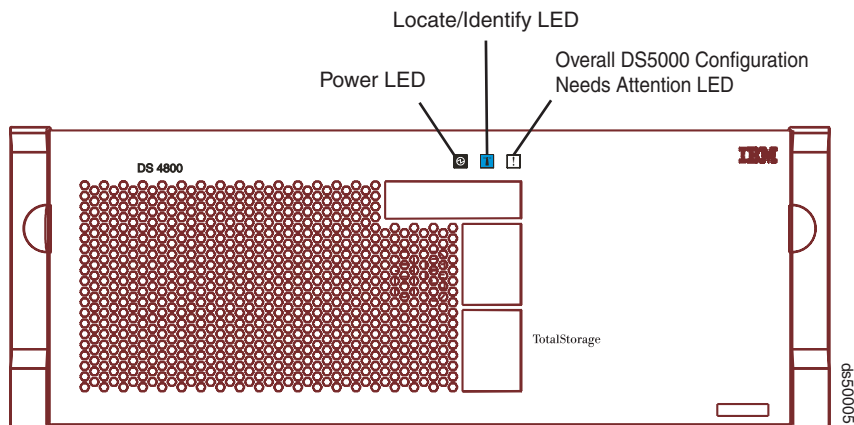 Locate/Identify LED
Overall DS5000 Configuration
Needs Attention LED
Power LED
DS 4800
IBM
TotalStorage
ds50005